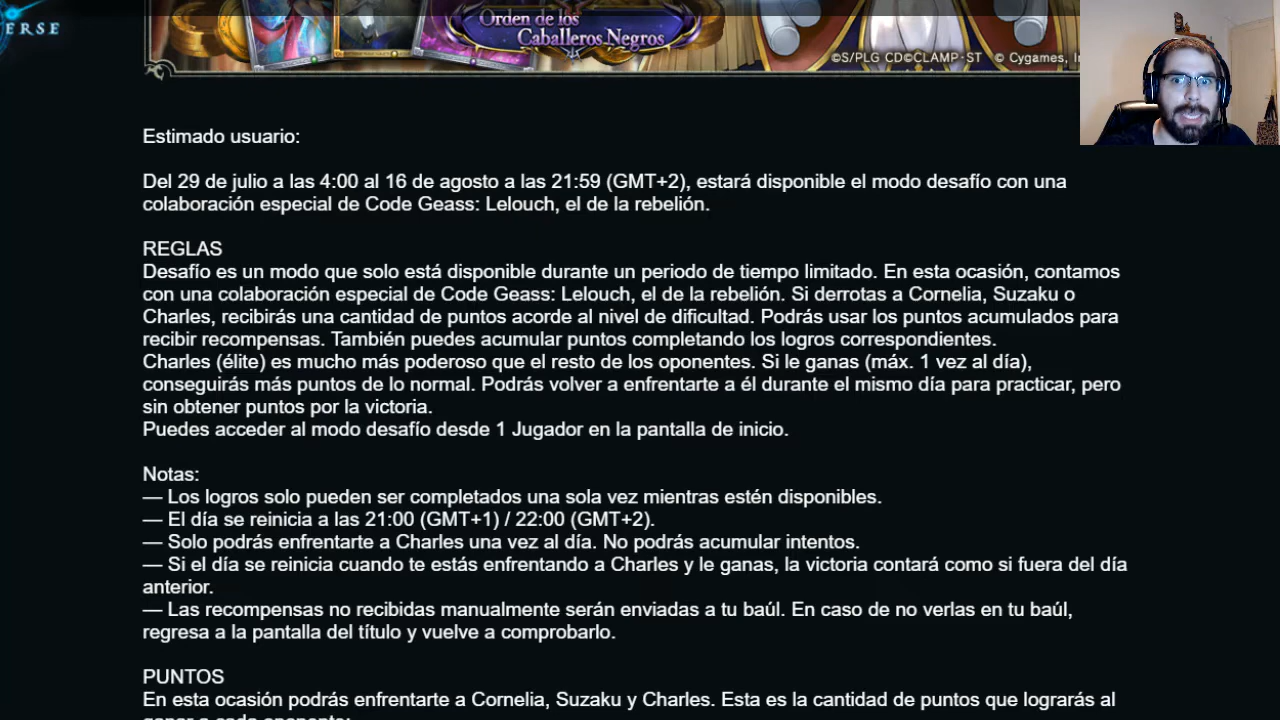 ERSE
Orden de los
Caballeros Negros
©S/PLG CD©CLAMP·ST © Cygames, I
Estimado usuario:
Del 29 de julio a las 4:00 al 16 de agosto a las 21:59 (GMT+2), estará disponible el modo desafío con una
colaboración especial de Code Geass: Lelouch, el de la rebelión.
REGLAS
Desafío es un modo que solo está disponible durante un periodo de tiempo limitado. En esta ocasión, contamos
con una colaboración especial de Code Geass: Lelouch, el de la rebelión. Si derrotas a Cornelia, Suzaku o
Charles, recibirás una cantidad de puntos acorde al nivel de dificultad. Podrás usar los puntos acumulados para
recibir recompensas. También puedes acumular puntos completando los logros correspondientes.
Charles (élite) es mucho más poderoso que el resto de los oponentes. Si le ganas (máx. 1 vez al día),
conseguirás más puntos de lo normal. Podrás volver a enfrentarte a él durante el mismo día para practicar, pero
sin obtener puntos por la victoria.
Puedes acceder al modo desafío desde 1 Jugador en la pantalla de inicio.
Notas:
— Los logros solo pueden ser completados una sola vez mientras estén disponibles.
— El día se reinicia a las 21:00 (GMT+1) / 22:00 (GMT+2).
— Solo podrás enfrentarte a Charles una vez al día. No podrás acumular intentos.
— Si el día se reinicia cuando te estás enfrentando a Charles y le ganas, la victoria contará como si fuera del día
anterior.
— Las recompensas no recibidas manualmente serán enviadas a tu baúl. En caso de no verlas en tu baúl,
regresa a la pantalla del título y vuelve a comprobarlo.
PUNTOS
En esta ocasión podrás enfrentarte a Cornelia, Suzaku y Charles. Esta es la cantidad de puntos que lograrás al
ganar a cada oponente: